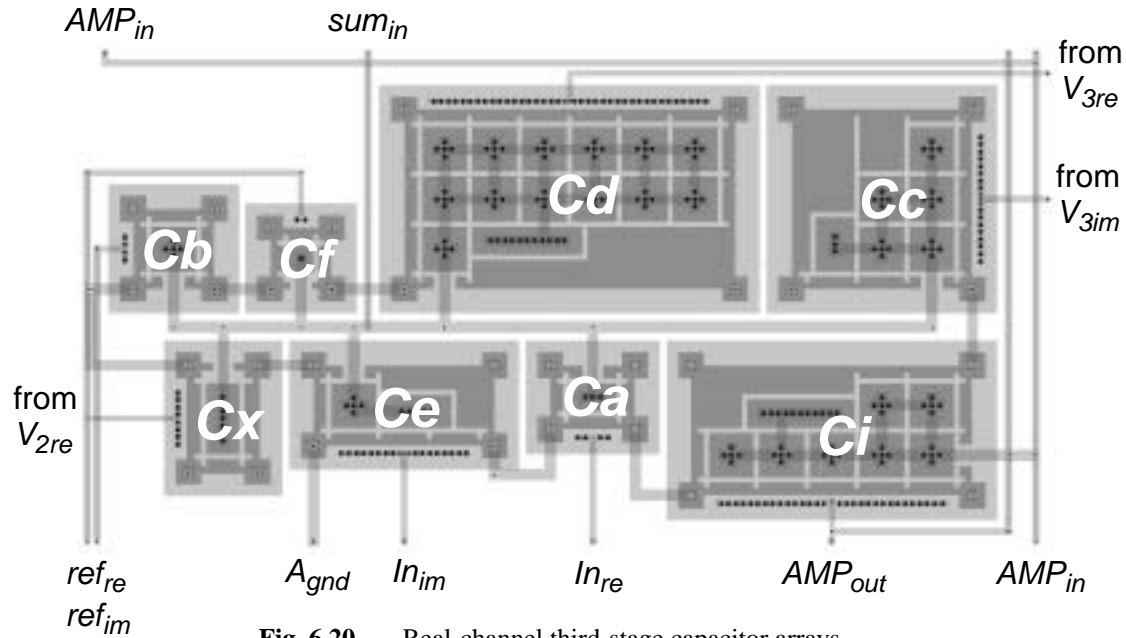 AMPin sumin
from
V3re
from
V3im
Cd Cc
Cb Cf
Cx Ce Ca Ci
from
V2re
refre Agnd Inim Inre AMPout AMPin
refim
Fig. 6.20 Real-channel third-stage capacitor arrays